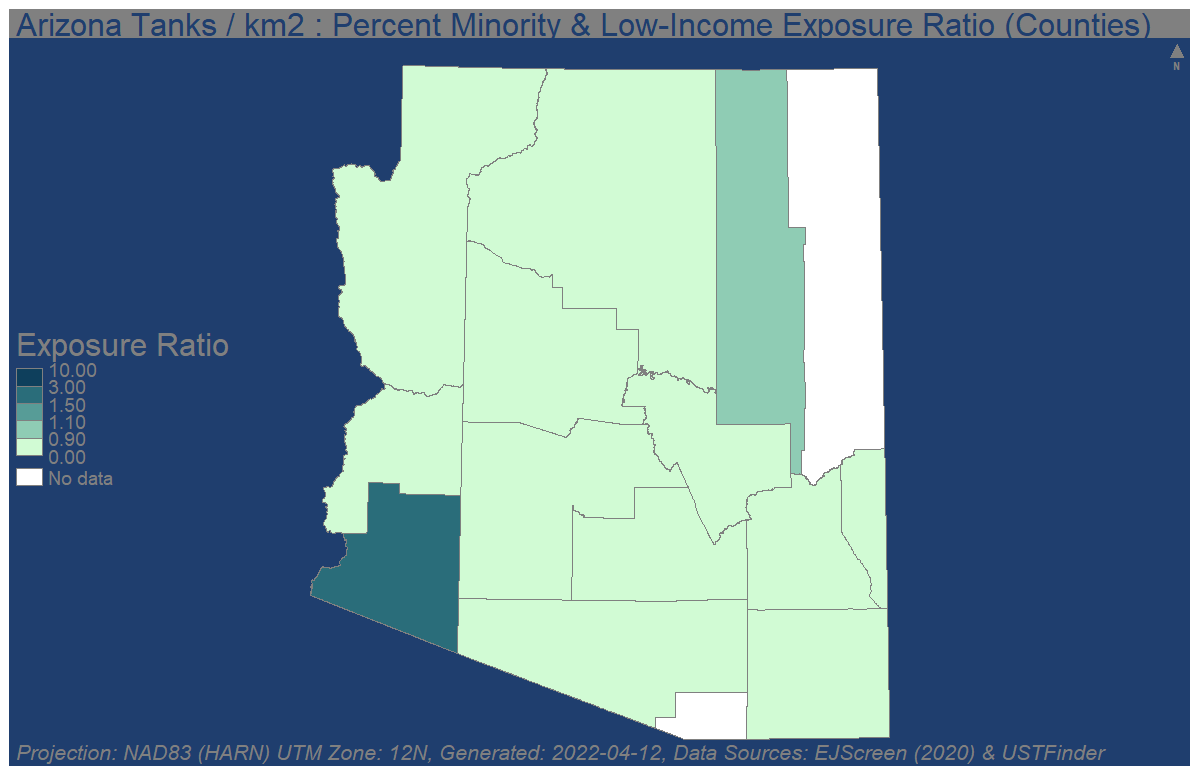 Arizona Tanks / km2 : Percent Minority & Low-Income Exposure Ratio (Counties)
N
Exposure Ratio
10.00
3.00
1.50
1.10
0.90
0.00
No data
Projection: NAD83 (HARN) UTM Zone: 12N, Generated: 2022-04-12, Data Sources: EJScreen (2020) & USTFinder